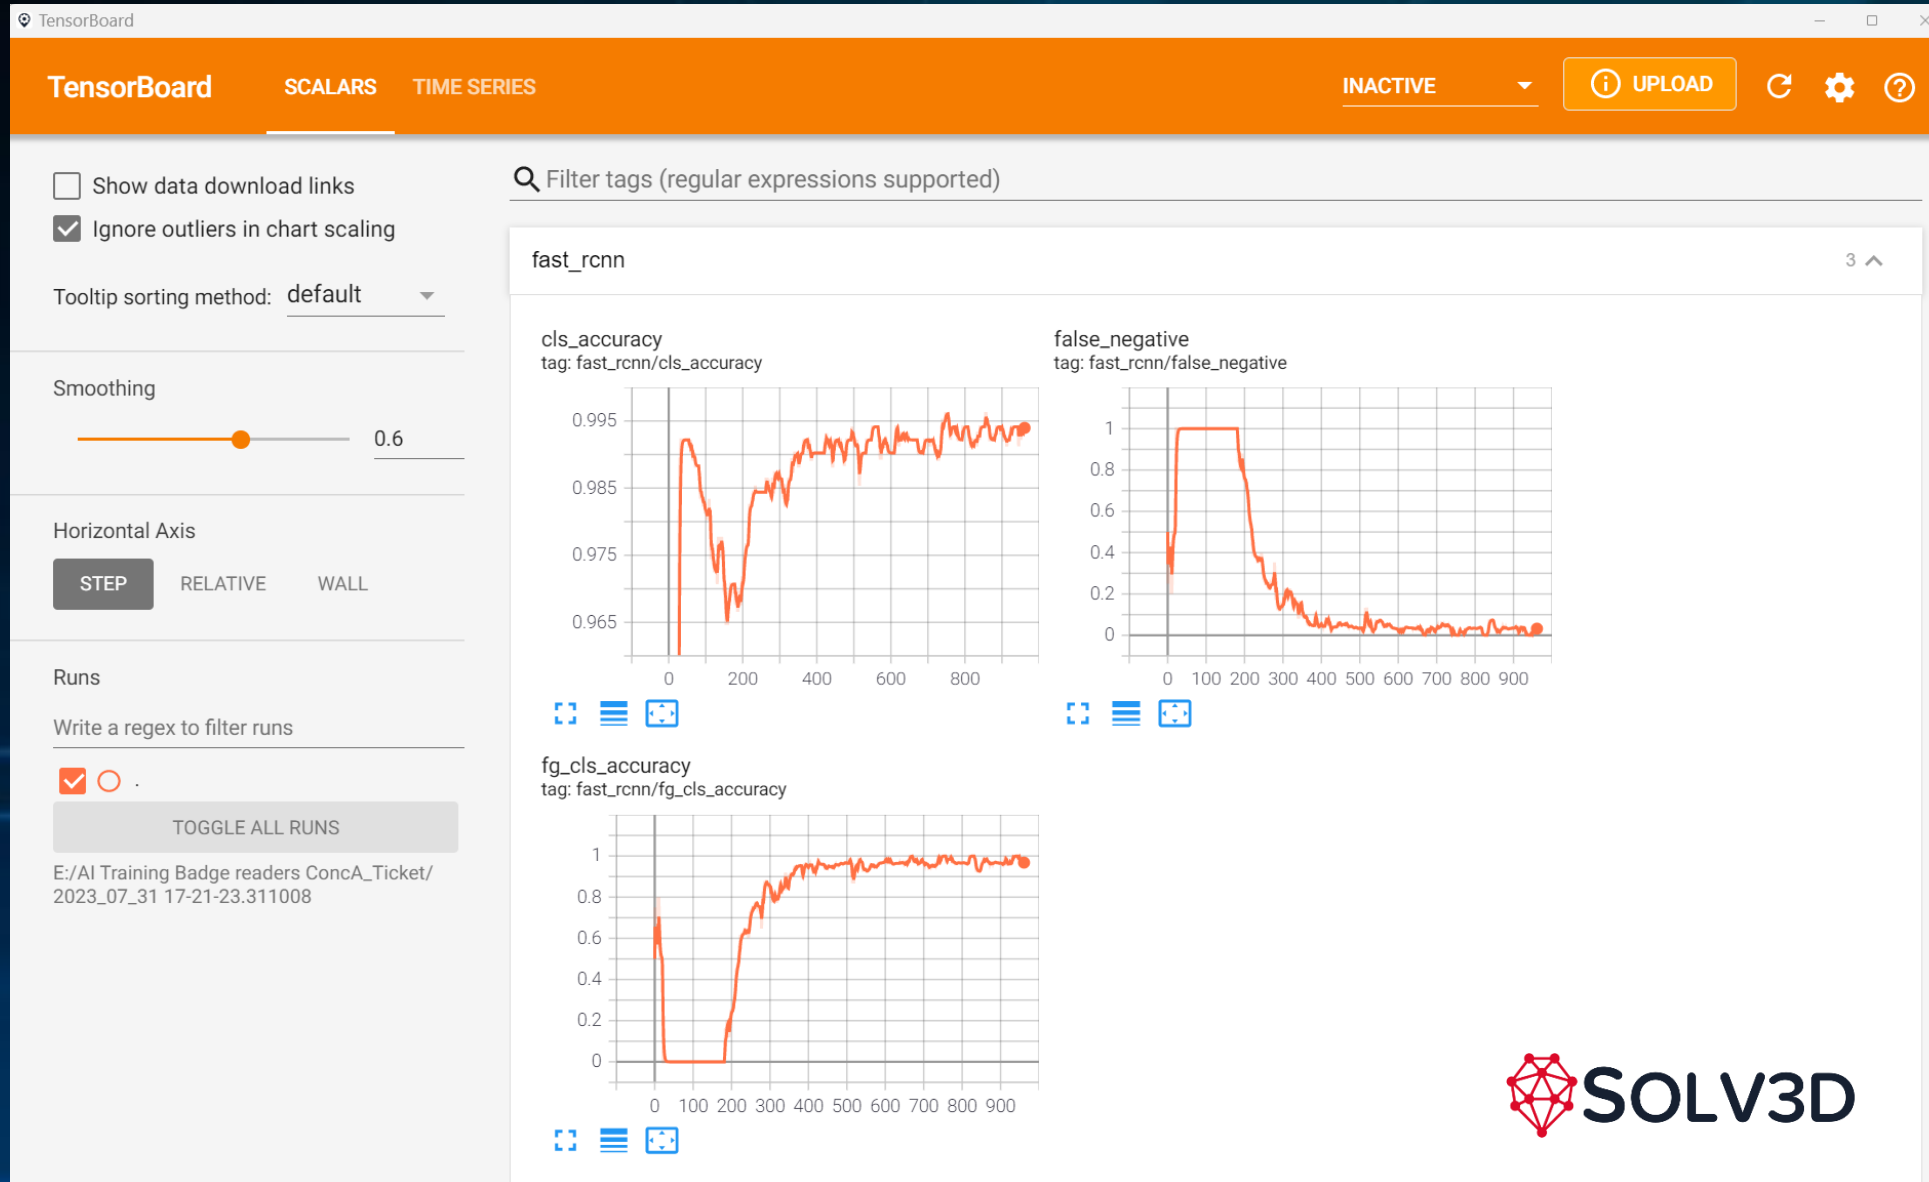 TensorBoard
TensorBoard
SCALARS
TIME SERIES
INACTIVE
UPLOAD
Show data download links
Ignore outliers in chart scaling
Tooltip sorting method: default
Smoothing
0.6
Horizontal Axis
STEP
RELATIVE
WALL
Runs
Write a regex to filter runs
.
TOGGLE ALL RUNS
E:/AI Training Badge readers ConcA_Ticket/
2023_07_31 17-21-23.311008
Filter tags (regular expressions supported)
fast_rcnn
3
cls_accuracy
tag: fast_rcnn/cls_accuracy
0.995
0.985
0.975
0.965
0 200 400 600 800
false_negative
tag: fast_rcnn/false_negative
1
0.8
0.6
0.4
0.2
0
0 100 200 300 400 500 600 700 800 900
fg_cls_accuracy
tag: fast_rcnn/fg_cls_accuracy
1
0.8
0.6
0.4
0.2
0
0 100 200 300 400 500 600 700 800 900
SOLV3D